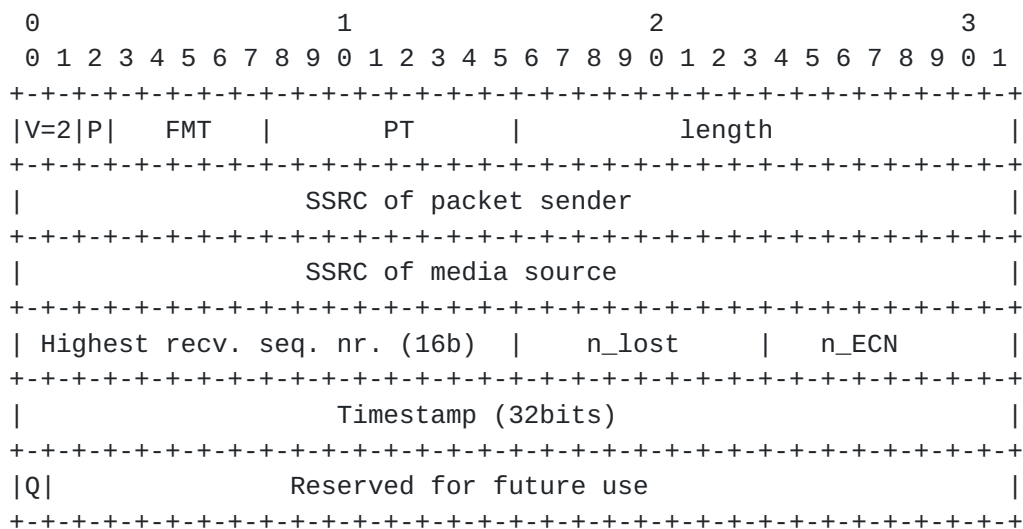 0                   1                   2                   3
 0 1 2 3 4 5 6 7 8 9 0 1 2 3 4 5 6 7 8 9 0 1 2 3 4 5 6 7 8 9 0 1
+-+-+-+-+-+-+-+-+-+-+-+-+-+-+-+-+-+-+-+-+-+-+-+-+-+-+-+-+-+-+-+-+
|V=2|P|   FMT   |       PT      |          length               |
+-+-+-+-+-+-+-+-+-+-+-+-+-+-+-+-+-+-+-+-+-+-+-+-+-+-+-+-+-+-+-+-+
|                  SSRC of packet sender                        |
+-+-+-+-+-+-+-+-+-+-+-+-+-+-+-+-+-+-+-+-+-+-+-+-+-+-+-+-+-+-+-+-+
|                  SSRC of media source                         |
+-+-+-+-+-+-+-+-+-+-+-+-+-+-+-+-+-+-+-+-+-+-+-+-+-+-+-+-+-+-+-+-+
| Highest recv. seq. nr. (16b)  |    n_lost     |   n_ECN       |
+-+-+-+-+-+-+-+-+-+-+-+-+-+-+-+-+-+-+-+-+-+-+-+-+-+-+-+-+-+-+-+-+
|                    Timestamp (32bits)                         |
+-+-+-+-+-+-+-+-+-+-+-+-+-+-+-+-+-+-+-+-+-+-+-+-+-+-+-+-+-+-+-+-+
|Q|               Reserved for future use                       |
+-+-+-+-+-+-+-+-+-+-+-+-+-+-+-+-+-+-+-+-+-+-+-+-+-+-+-+-+-+-+-+-+